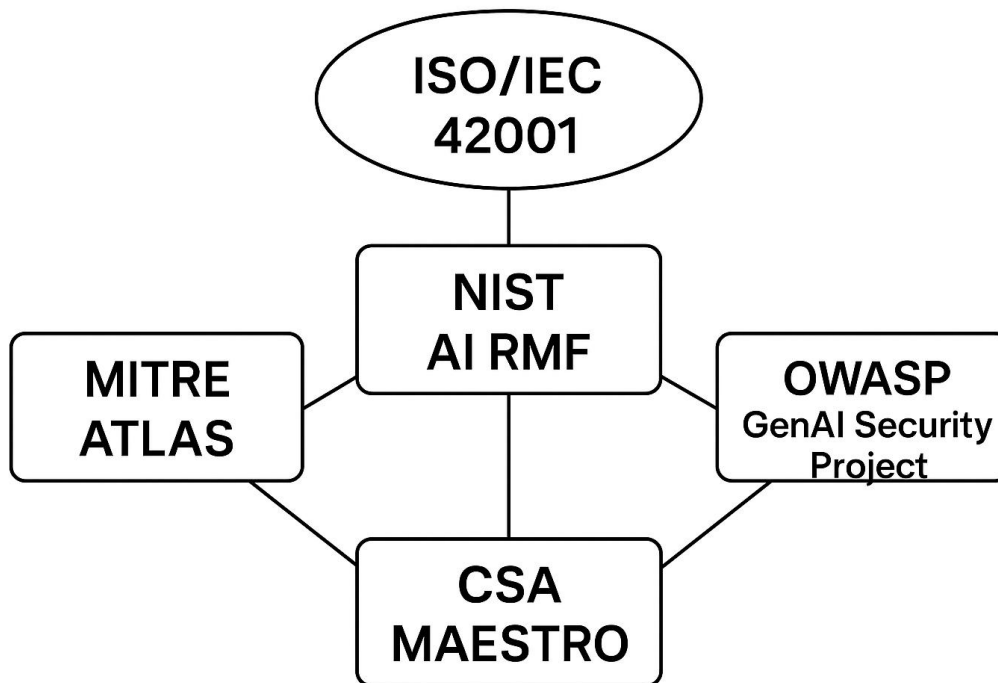 ISO/IEC
42001
NIST
AI RMF
MITRE
ATLAS
OWASP
GenAI Security
Project
CSA
MAESTRO